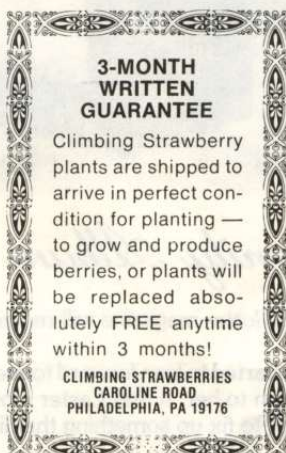 3-MONTH
WRITTEN
GUARANTEE
Climbing Strawberry
plants are shipped to
arrive in perfect con-
dition for planting —
to grow and produce
berries, or plants will
be replaced abso-
lutely FREE anytime
within 3 months!
CLIMBING STRAWBERRIES
CAROLINE ROAD
PHILADELPHIA, PA 19176